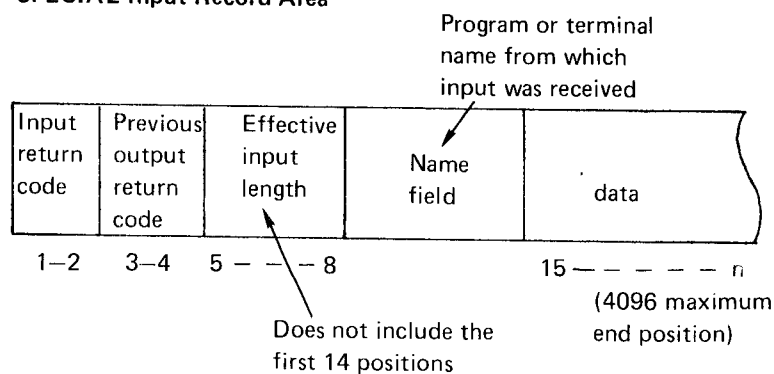 Input Record Area
Program or terminal
name from which
input was received
Input return code
Previous output return code
Effective input length
Name field
data
1–2
3–4
5 – – – 8
15 – – – – – n
(4096 maximum
end position)
Does not include the
first 14 positions